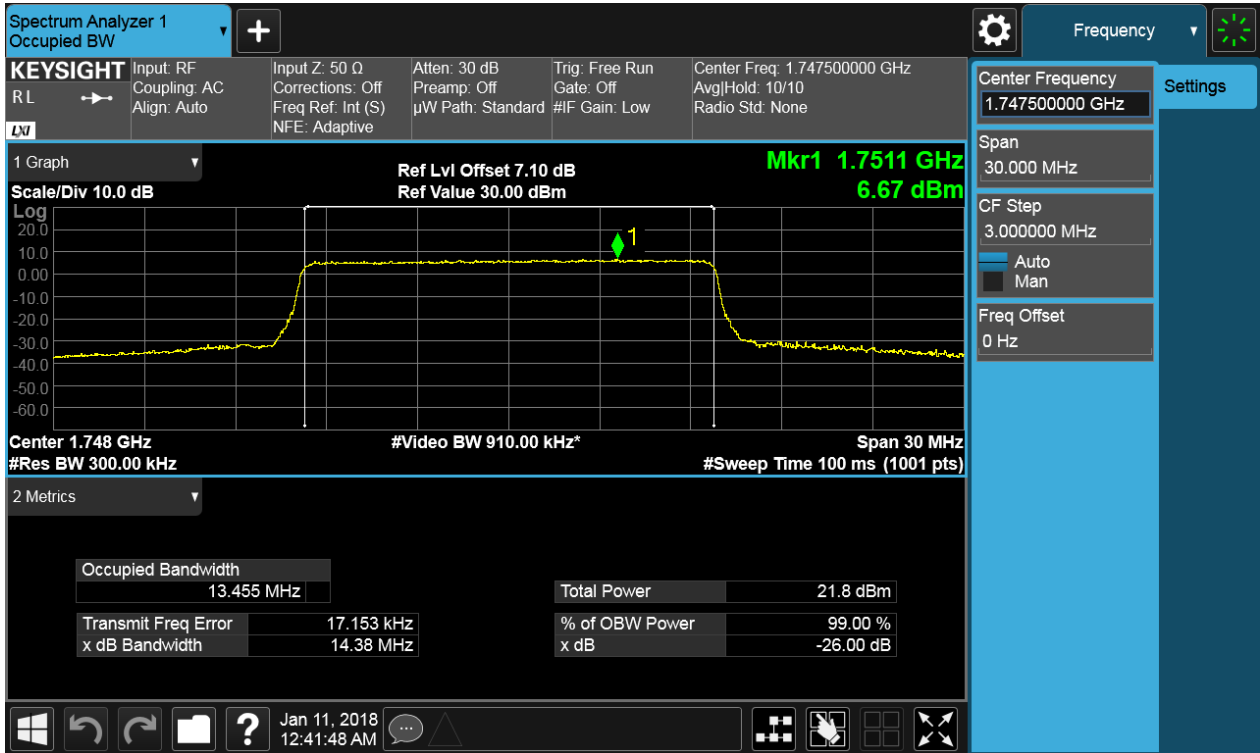 Spectrum Analyzer 1
Occupied BW
+
Frequency
KEYSIGHT
RL
LXI
Input: RF
Coupling: AC
Align: Auto
Input Z: 50 Ω
Corrections: Off
Freq Ref: Int (S)
NFE: Adaptive
Atten: 30 dB
Preamp: Off
µW Path: Standard
Trig: Free Run
Gate: Off
#IF Gain: Low
Center Freq: 1.747500000 GHz
Avg|Hold: 10/10
Radio Std: None
Center Frequency
1.747500000 GHz
Settings
Span
30.000 MHz
CF Step
3.000000 MHz
Auto
Man
Freq Offset
0 Hz
1 Graph
Scale/Div 10.0 dB
Ref Lvl Offset 7.10 dB
Ref Value 30.00 dBm
Mkr1 1.7511 GHz
6.67 dBm
Log
20.0
10.0
0.00
-10.0
-20.0
-30.0
-40.0
-50.0
-60.0
1
Center 1.748 GHz
#Res BW 300.00 kHz
#Video BW 910.00 kHz*
Span 30 MHz
#Sweep Time 100 ms (1001 pts)
2 Metrics
Occupied Bandwidth
13.455 MHz
Total Power 21.8 dBm
Transmit Freq Error 17.153 kHz
% of OBW Power 99.00 %
x dB Bandwidth 14.38 MHz
x dB -26.00 dB
?
Jan 11, 2018
12:41:48 AM